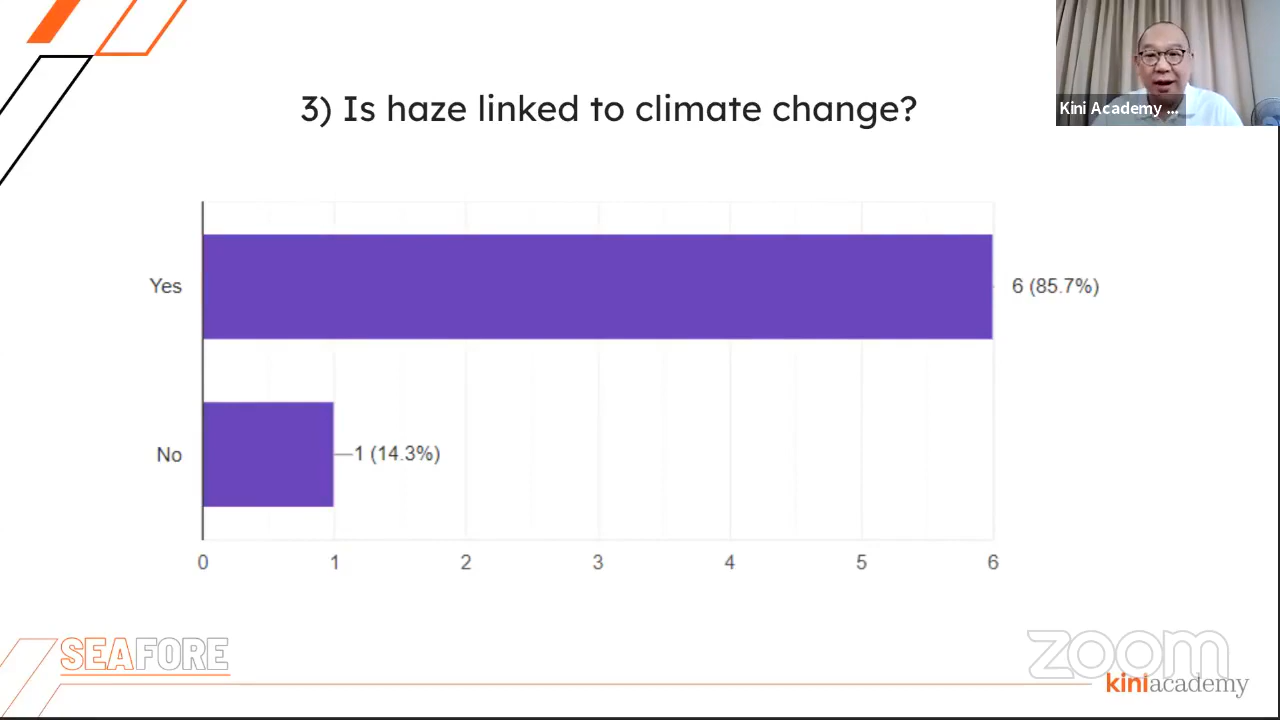 3) Is haze linked to climate change?
Kini Academy ...
Yes
6 (85.7%)
No
1 (14.3%)
0 1 2 3 4 5 6
SEAFORE
zoom
kiniacademy